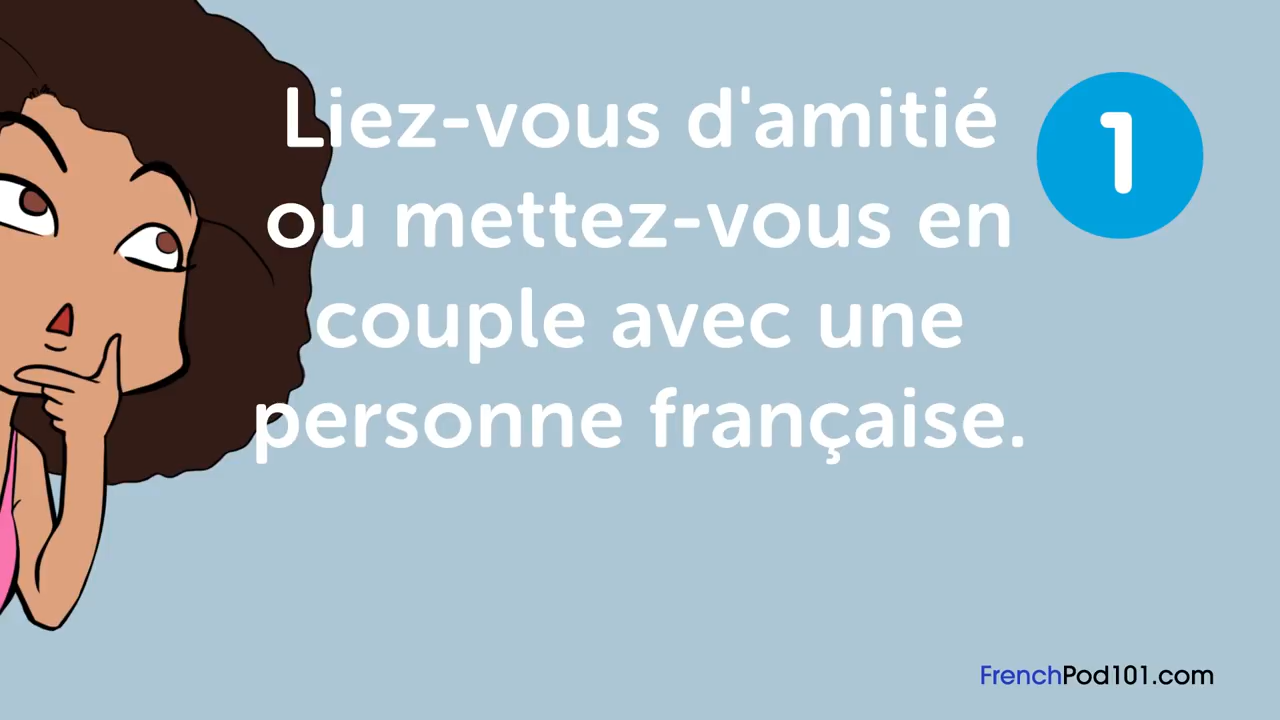 Liez-vous d'amitié
ou mettez-vous en
couple avec une
personne française.
1
FrenchPod101.com